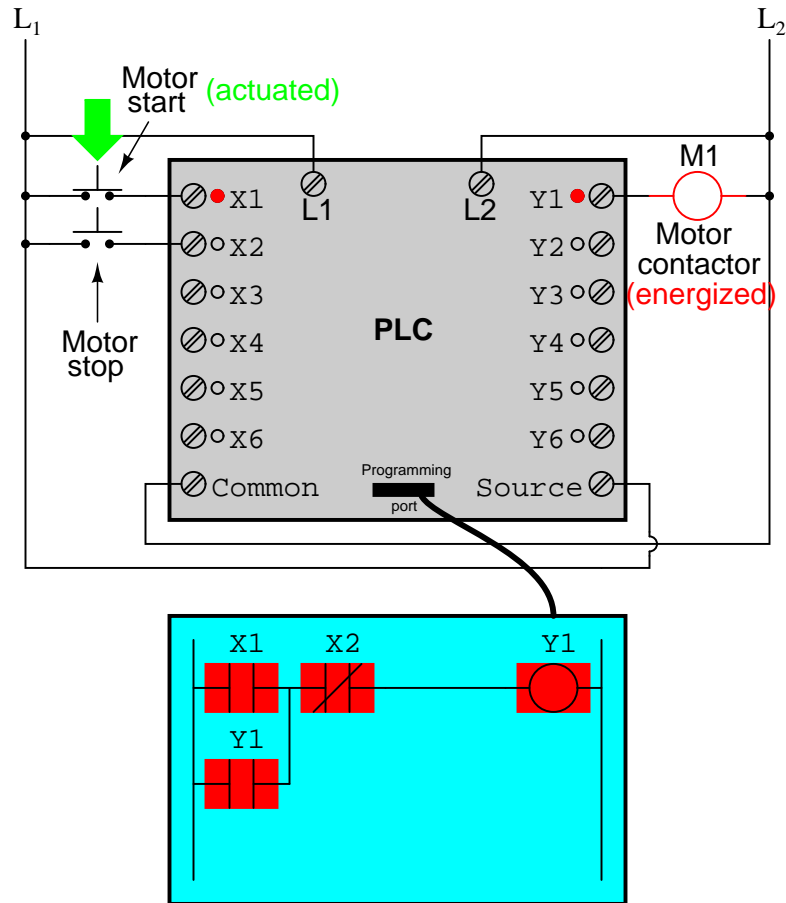 L1
L2
Motor
start
(actuated)
M1
L1
L2
X1
X2
X3
X4
X5
X6
Common
PLC
Y1
Y2
Y3
Y4
Y5
Y6
Source
Motor
contactor
(energized)
Motor
stop
Programming
port
X1
X2
Y1
Y1